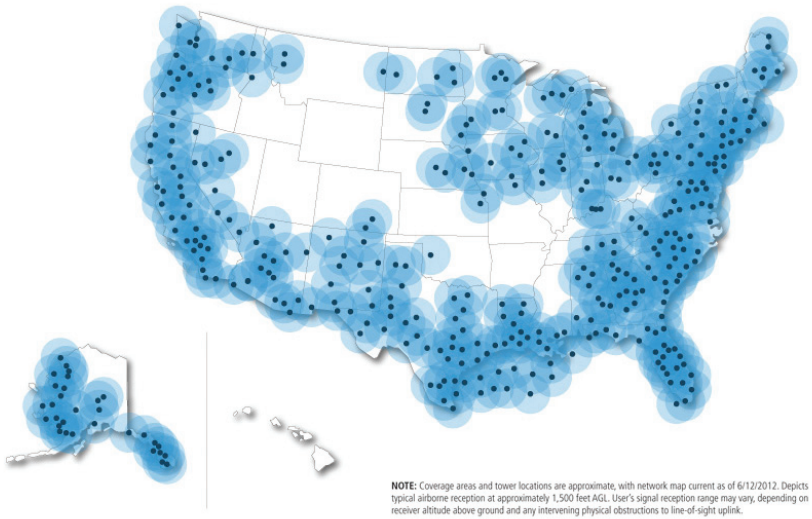 NOTE: Coverage areas and tower locations are approximate, with network map current as of 6/12/2012. Depicts
typical airborne reception at approximately 1,500 feet AGL. User's signal reception range may vary, depending on
receiver altitude above ground and any intervening physical obstructions to line-of-sight uplink.